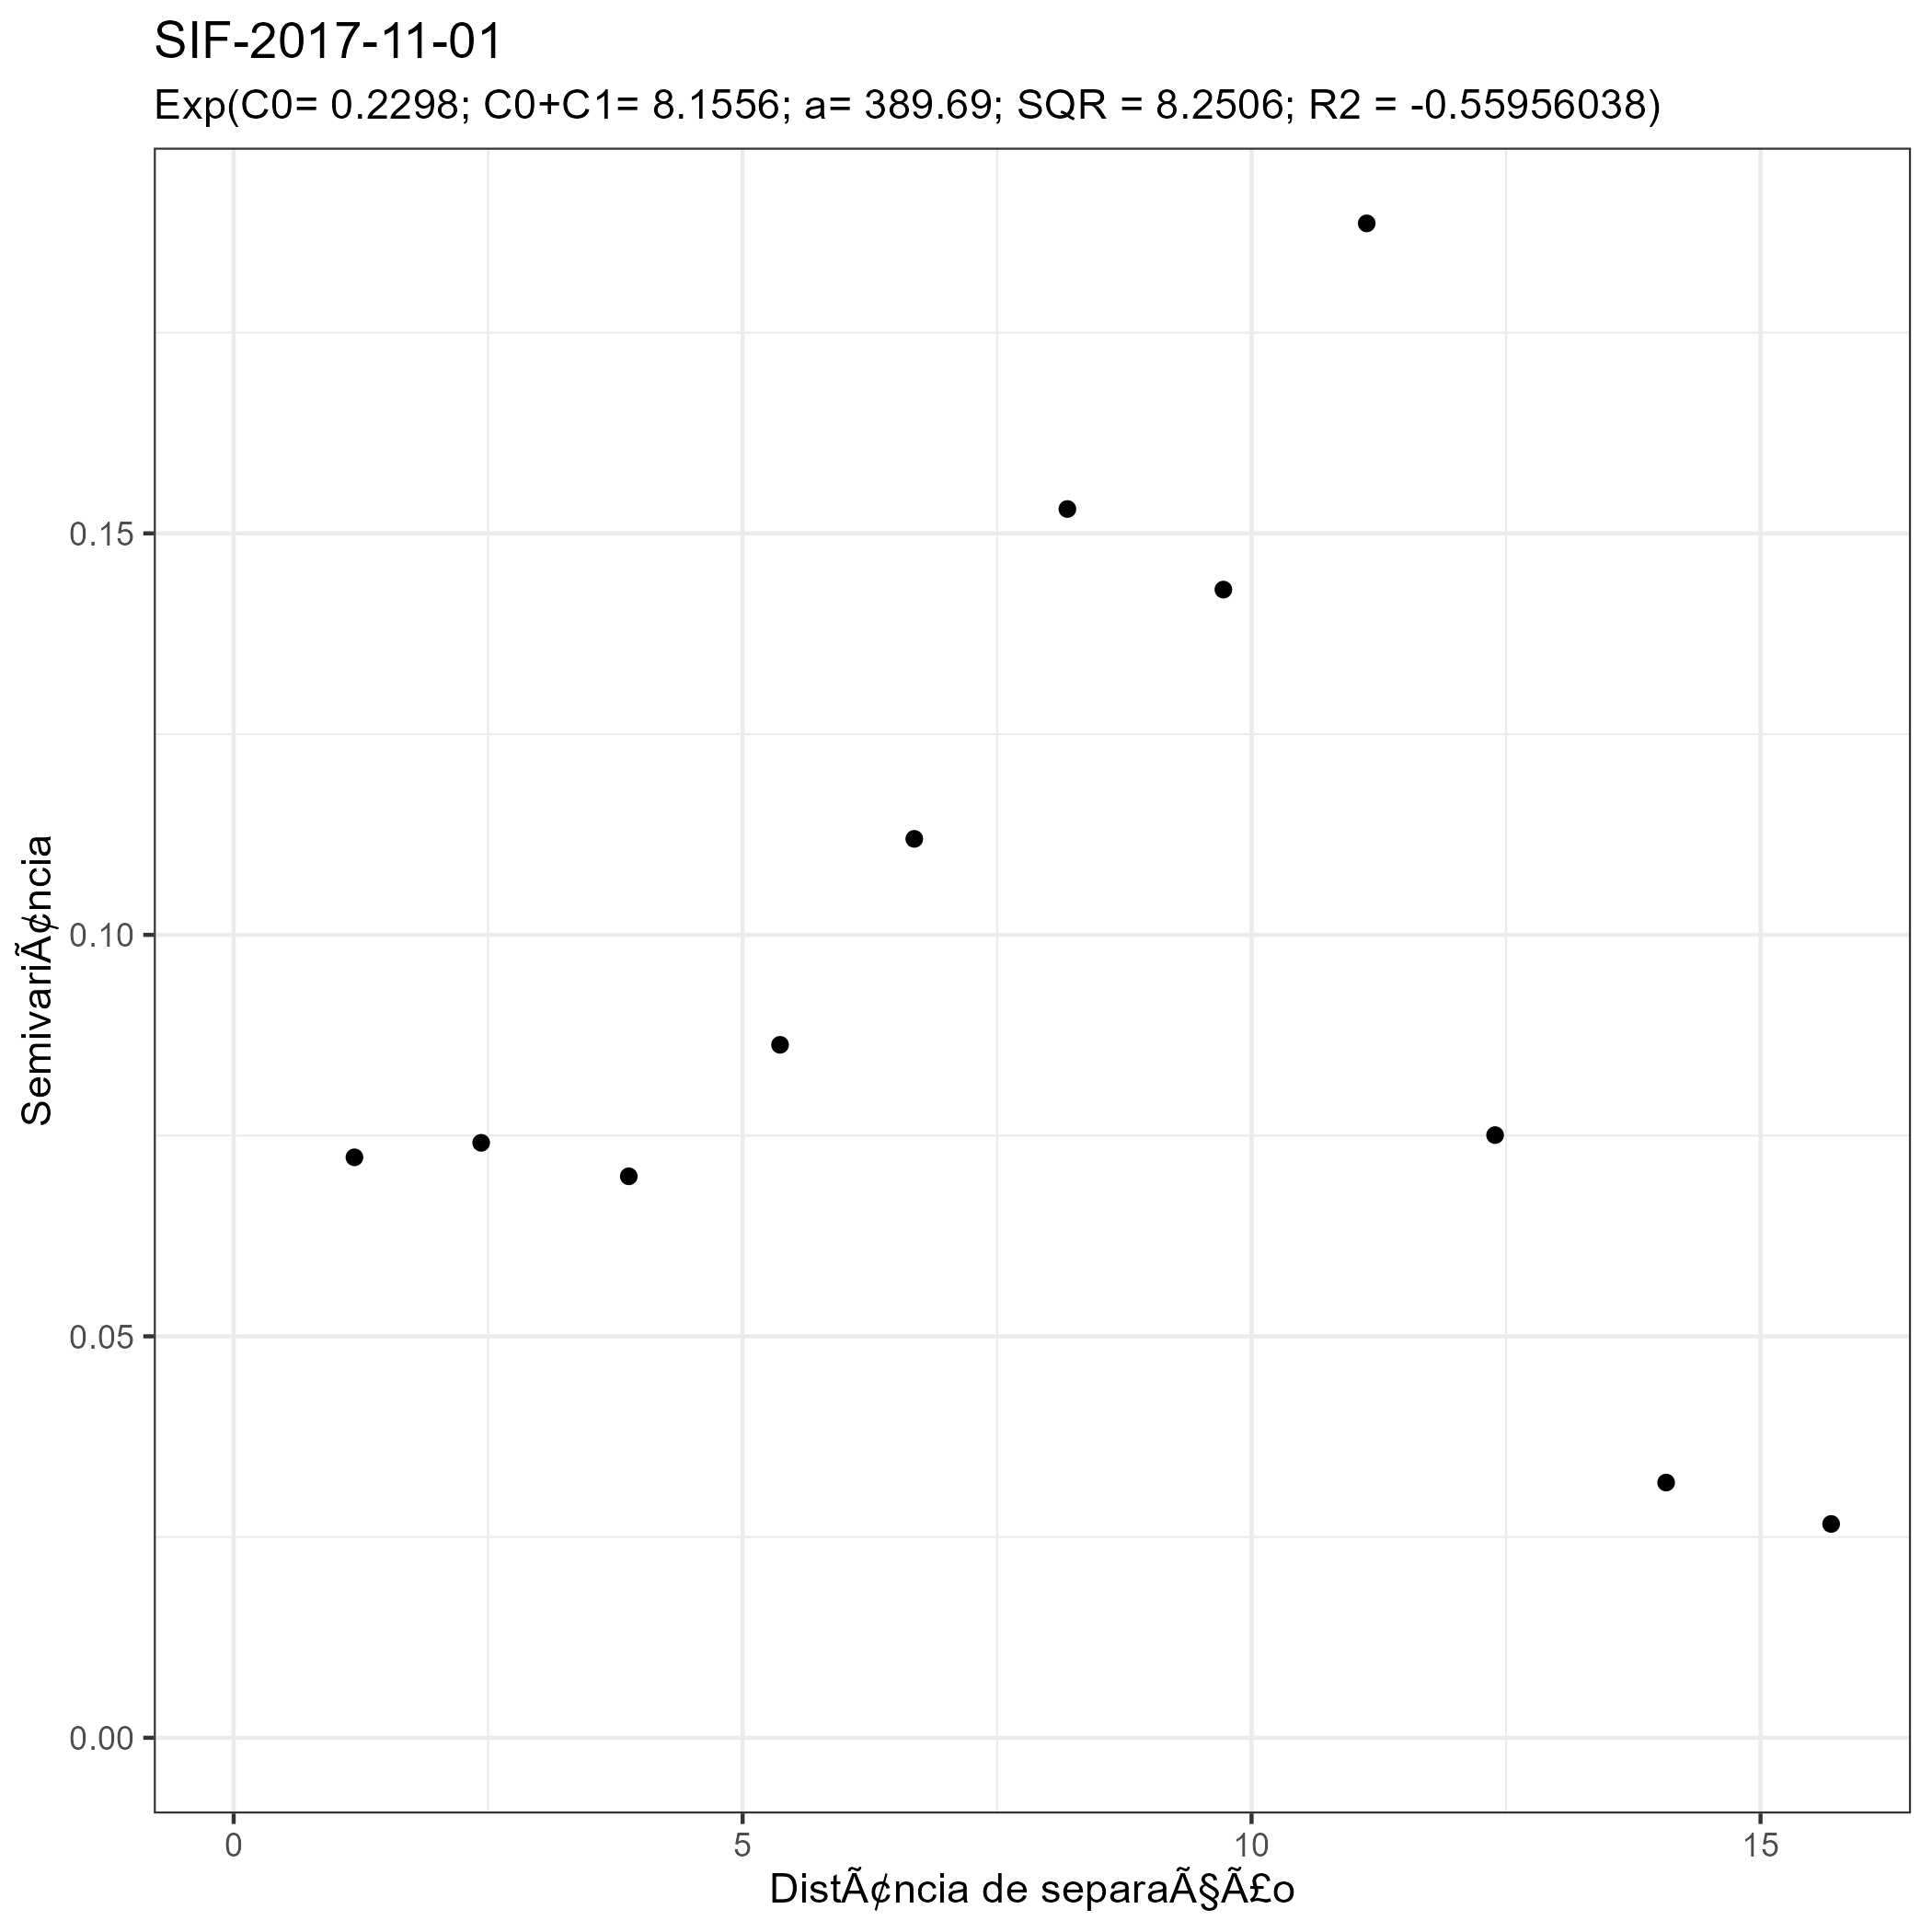 SIF-2017-11-01
Exp(C0= 0.2298; C0+C1= 8.1556; a= 389.69; SQR = 8.2506; R2 = -0.55956038)
SemivariÃ¢ncia
0.15
0.10
0.05
0.00
0
5
10
15
DistÃ¢ncia de separaÃ§Ã£o